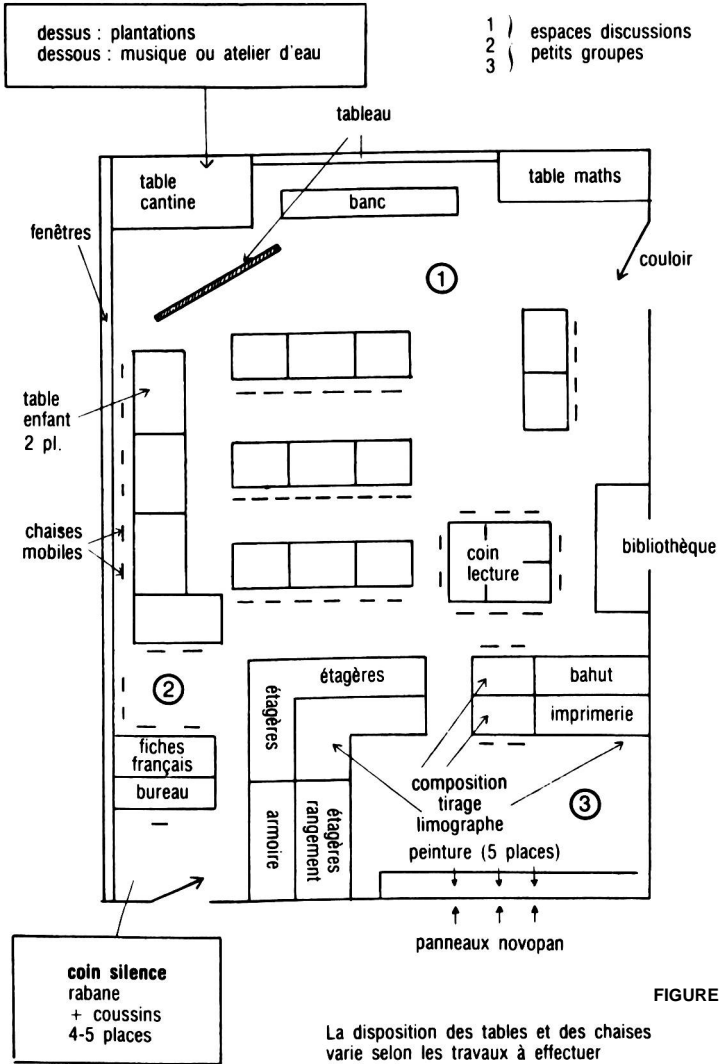 dessus : plantations
dessous : musique ou atelier d'eau
1
2
3
espaces discussions
petits groupes
tableau
table
cantine
banc
table maths
fenêtres
couloir
1
table
enfant
2 pl.
chaises
mobiles
coin
lecture
bibliothèque
2
étagères
étagères
bahut
imprimerie
fiches
français
bureau
armoire
étagères
rangement
composition
tirage
limographe
3
peinture (5 places)
panneaux novopan
coin silence
rabane
+ coussins
4-5 places
FIGURE
La disposition des tables et des chaises
varie selon les travaux à effectuer